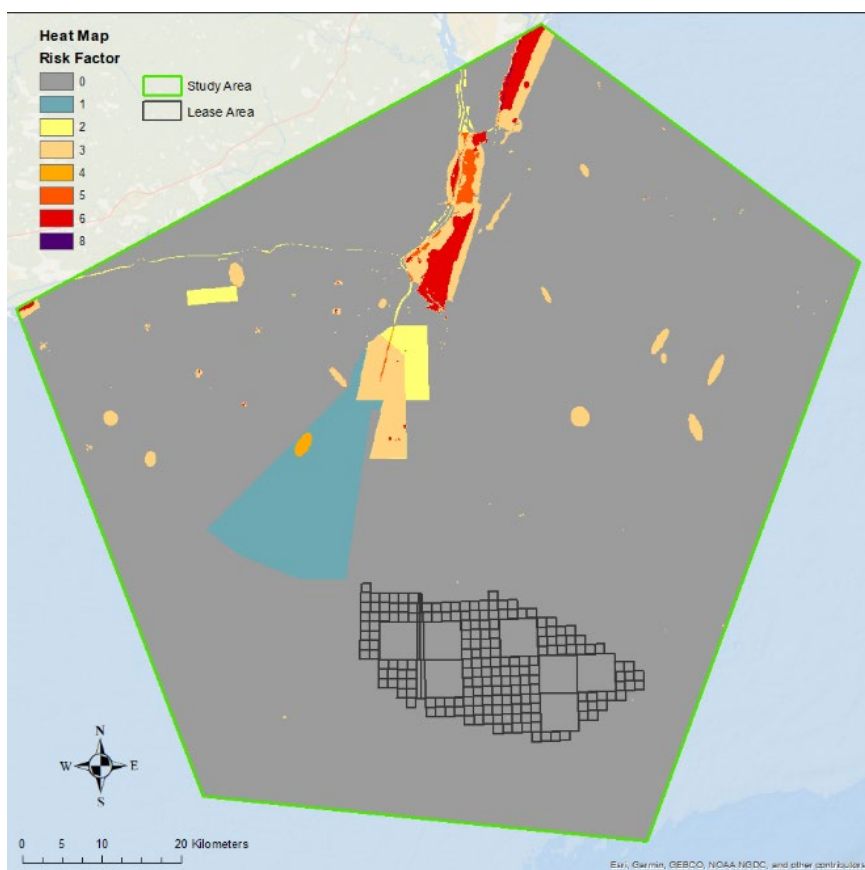 Heat Map
Risk Factor
0
1
2
3
4
5
6
8
Study Area
Lease Area
N
W E
S
0 5 10 20 Kilometers
Esri, Garmin, GEBCO, NOAA NGDC, and other contributors